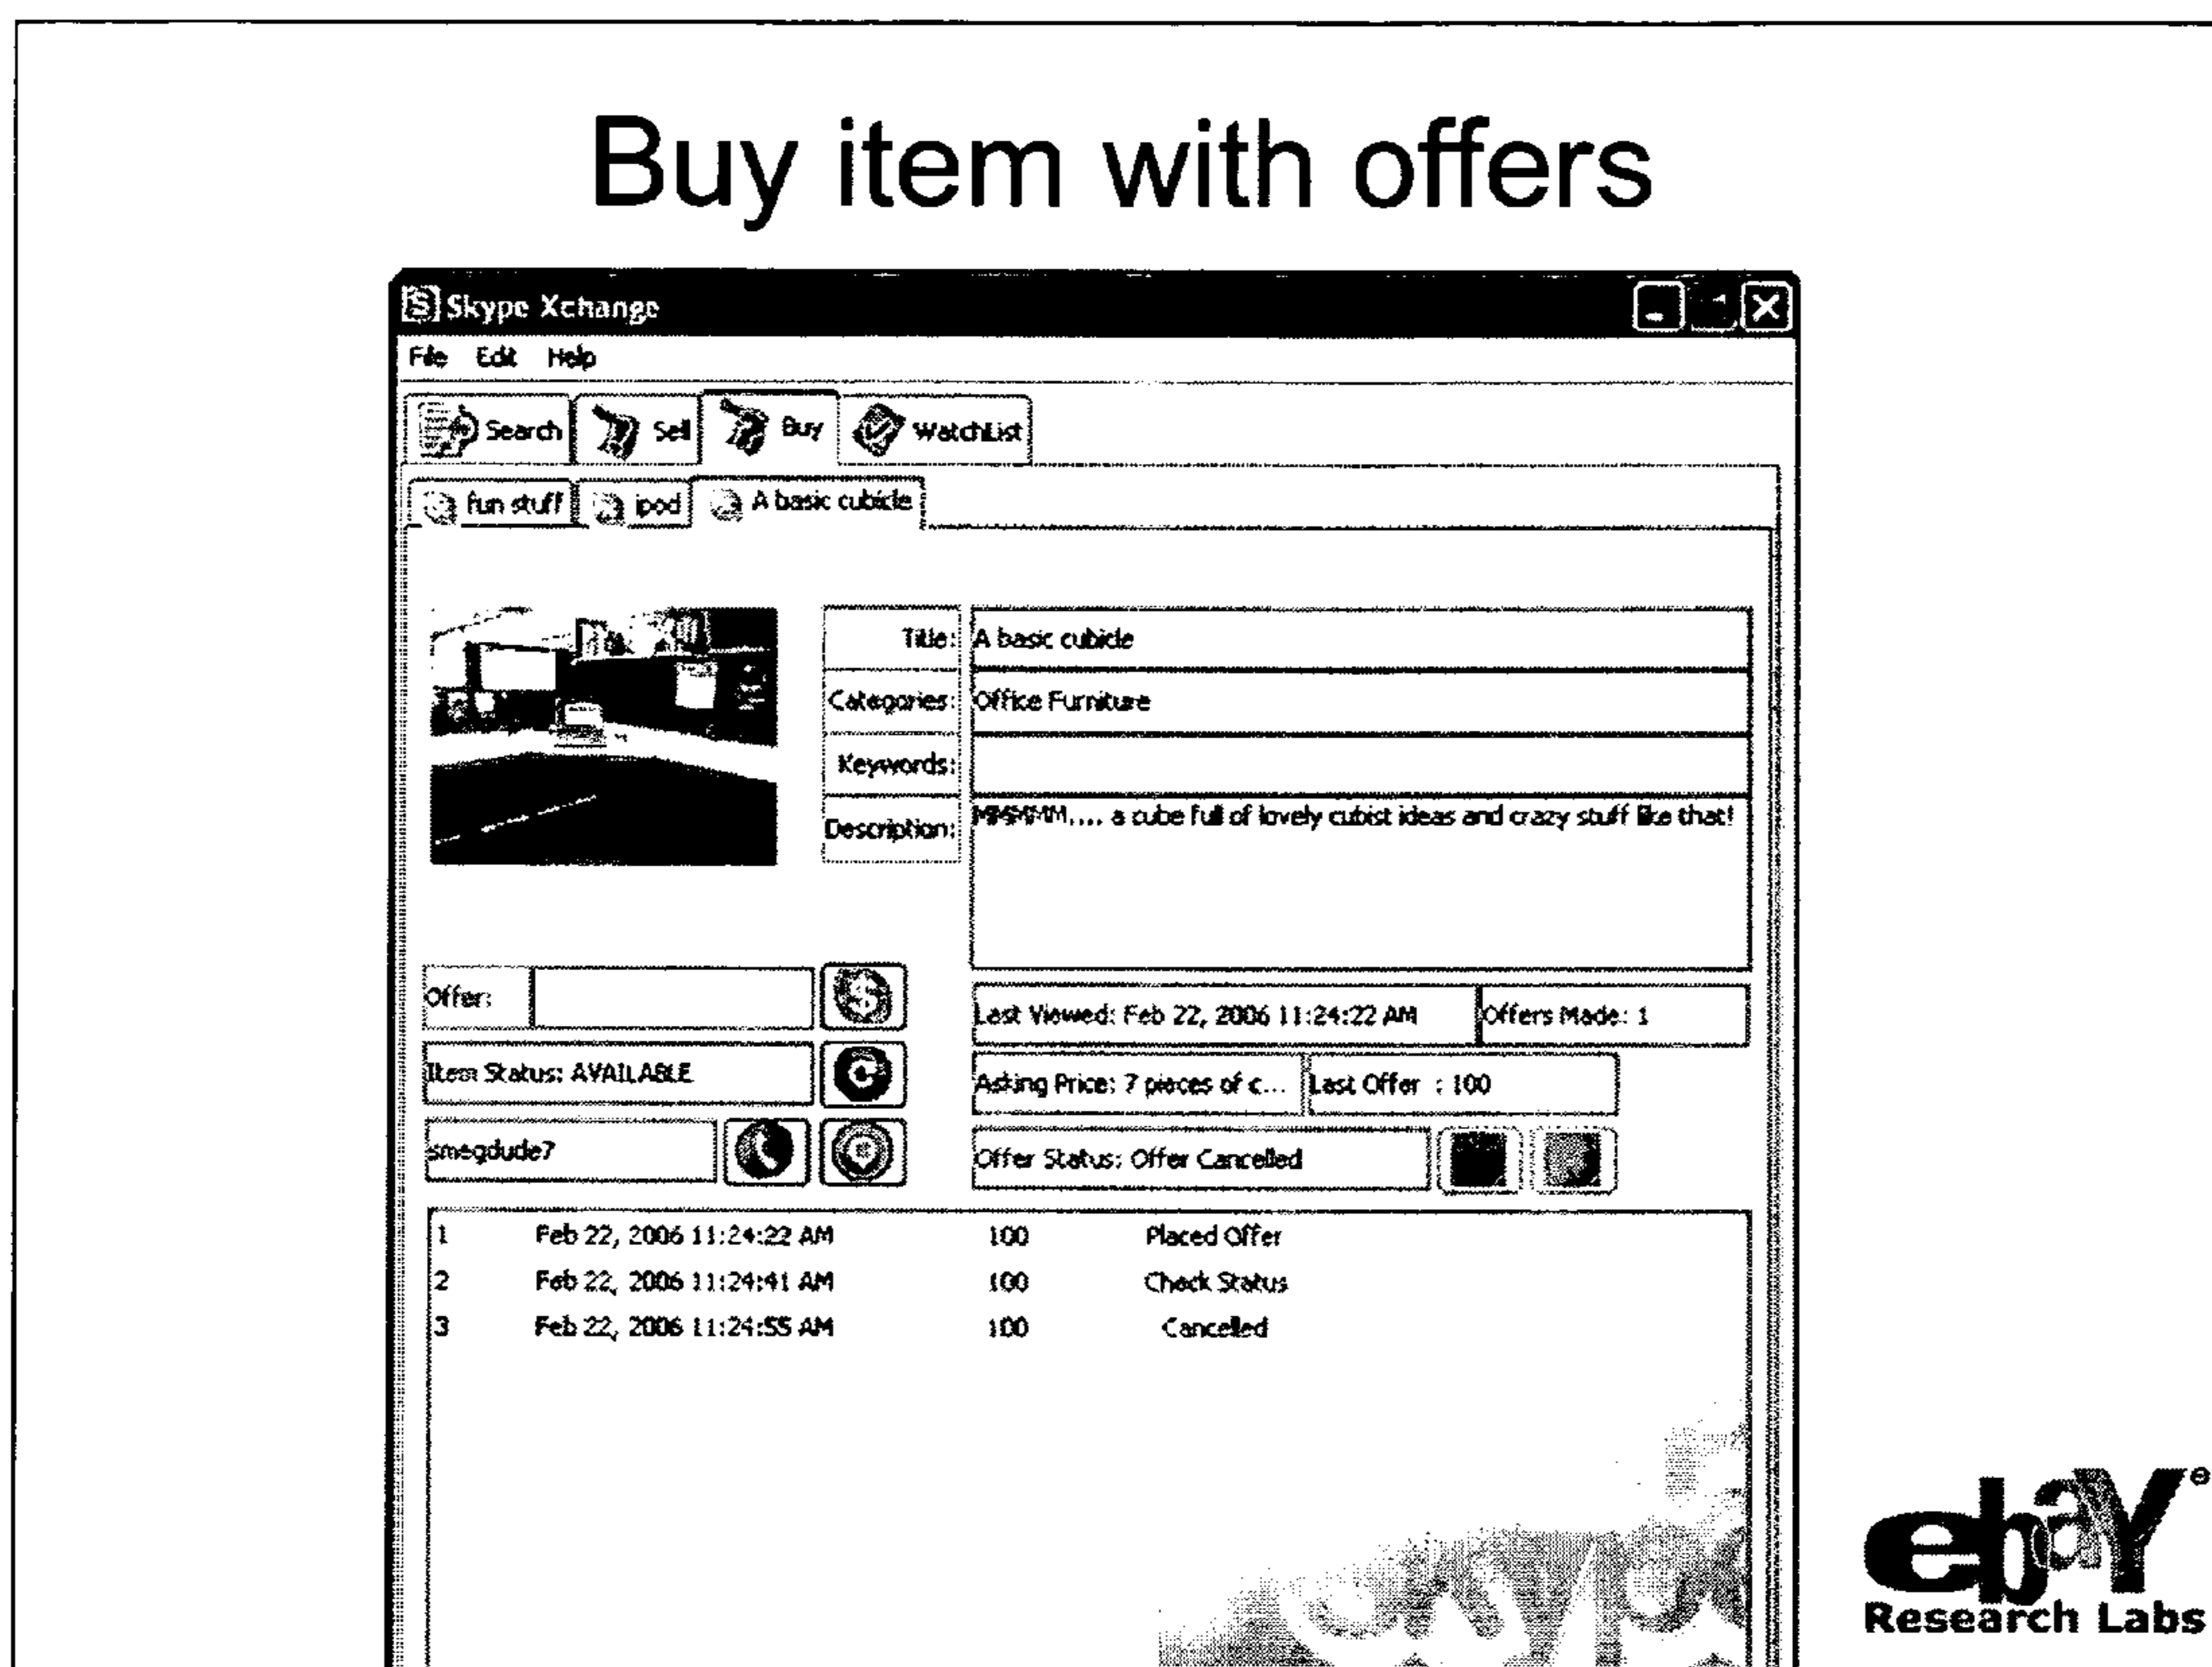 Buy item with offers
Skype Xchange
File Edit Help
Search Sell Buy WatchList
fun stuff ipod A basic cubicle
Title: A basic cubicle
Categories: Office Furniture
Keywords:
Description: MMMMM.... a cube full of lovely cubist ideas and crazy stuff like that!
Offer:
Last Viewed: Feb 22, 2006 11:24:22 AM Offers Made: 1
Item Status: AVAILABLE
Asking Price: 7 pieces of c... Last Offer : 100
smegdude7
Offer Status: Offer Cancelled
1 Feb 22, 2006 11:24:22 AM 100 Placed Offer
2 Feb 22, 2006 11:24:41 AM 100 Check Status
3 Feb 22, 2006 11:24:55 AM 100 Cancelled
ebaY®
Research Labs